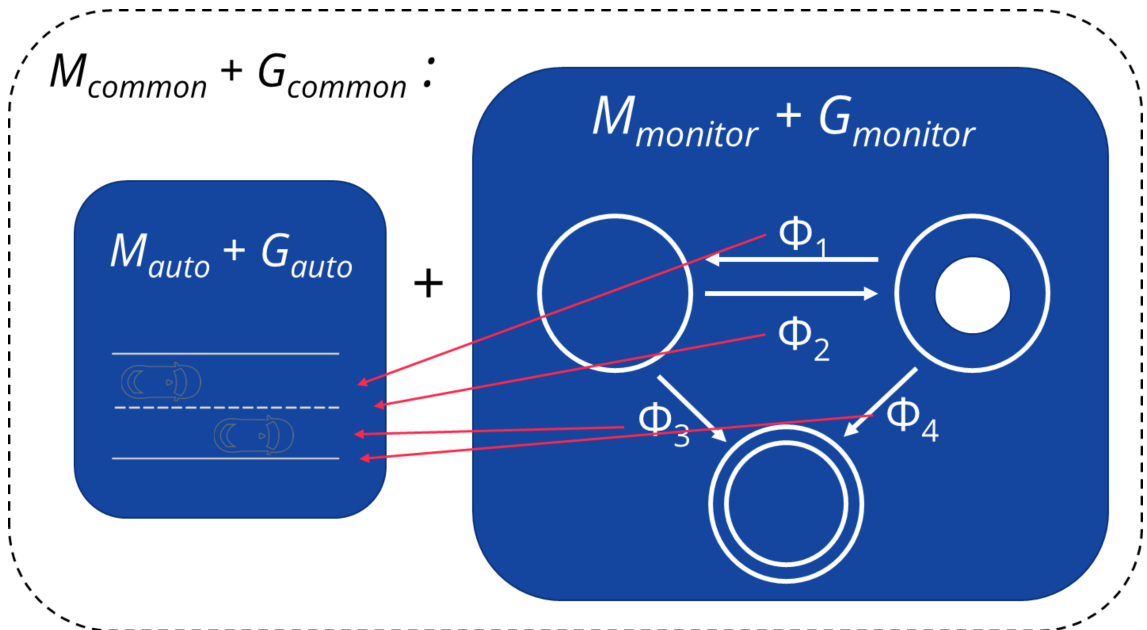 M_common + G_common :
M_monitor + G_monitor
M_auto + G_auto
+
Φ_1
Φ_2
Φ_3
Φ_4